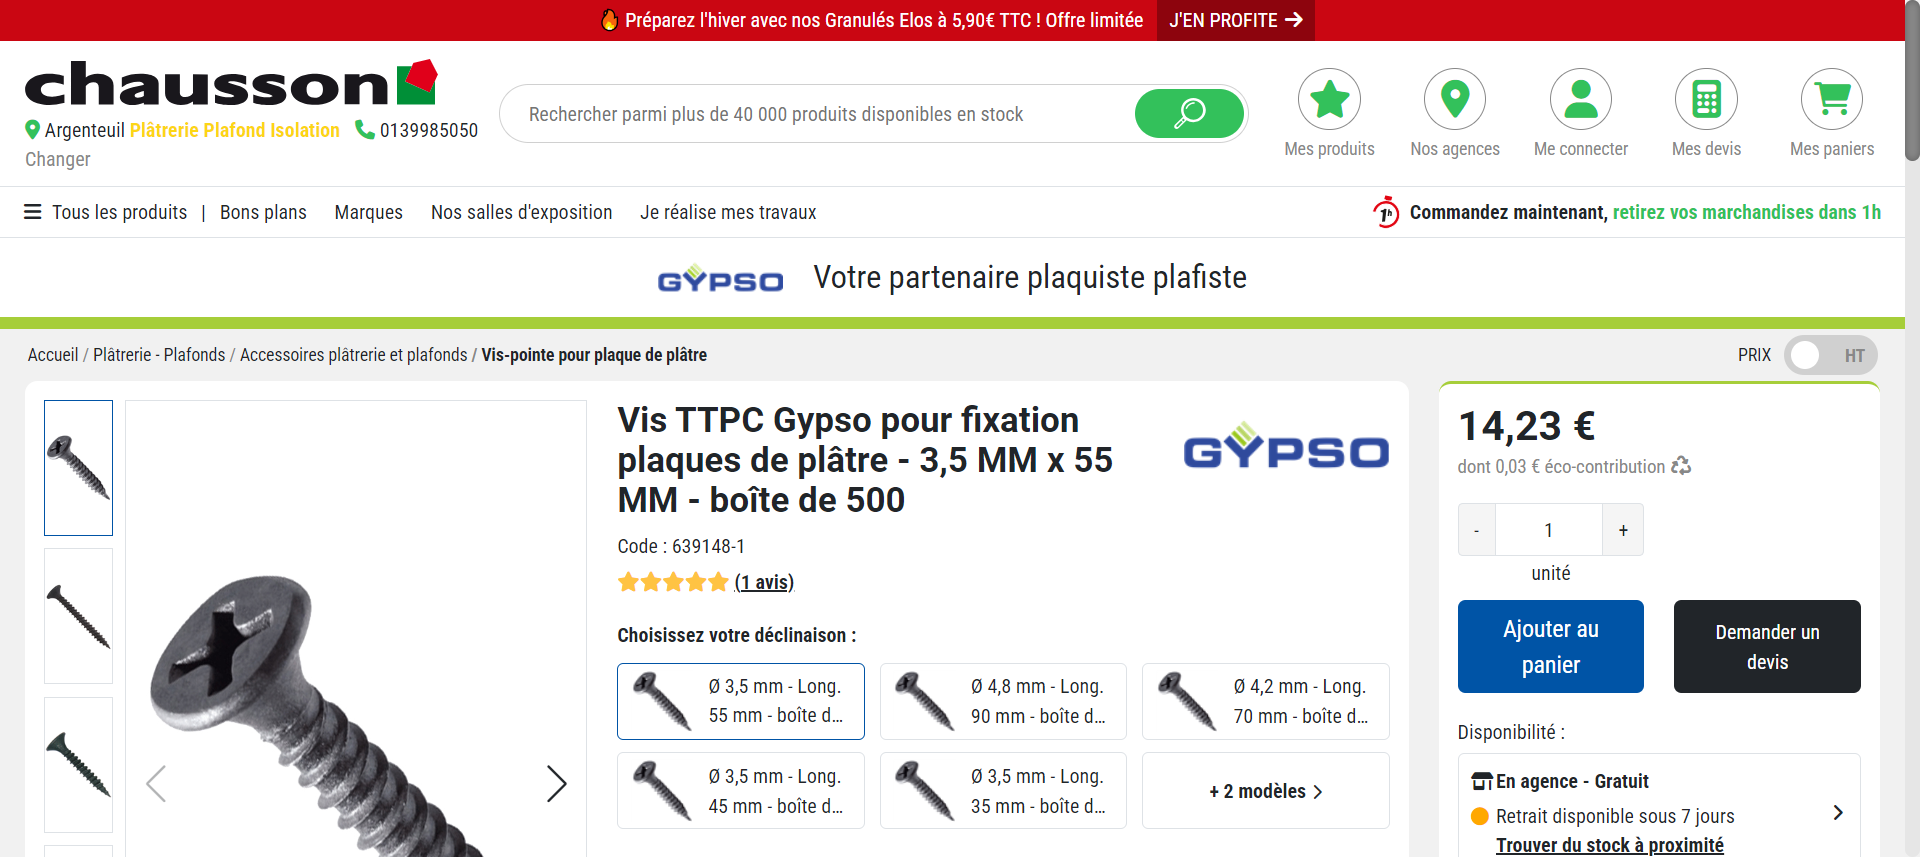 Préparez l'hiver avec nos Granulés Elos à 5,90€ TTC ! Offre limitée
J'EN PROFITE
chausson
Argenteuil Plâtrerie Plafond Isolation 0139985050
Changer
Rechercher parmi plus de 40 000 produits disponibles en stock
Mes produits
Nos agences
Me connecter
Mes devis
Mes paniers
Tous les produits | Bons plans Marques Nos salles d'exposition Je réalise mes travaux
1h Commandez maintenant, retirez vos marchandises dans 1h
GYPSO Votre partenaire plaquiste plafiste
Accueil / Plâtrerie - Plafonds / Accessoires plâtrerie et plafonds / Vis-pointe pour plaque de plâtre
PRIX HT
Vis TTPC Gypso pour fixation
plaques de plâtre - 3,5 MM x 55
MM - boîte de 500
GYPSO
Code : 639148-1
(1 avis)
Choisissez votre déclinaison :
Ø 3,5 mm - Long.
55 mm - boîte d...
Ø 4,8 mm - Long.
90 mm - boîte d...
Ø 4,2 mm - Long.
70 mm - boîte d...
Ø 3,5 mm - Long.
45 mm - boîte d...
Ø 3,5 mm - Long.
35 mm - boîte d...
+ 2 modèles
14,23 €
dont 0,03 € éco-contribution
- 1 +
unité
Ajouter au
panier
Demander un
devis
Disponibilité :
En agence - Gratuit
Retrait disponible sous 7 jours
Trouver du stock à proximité